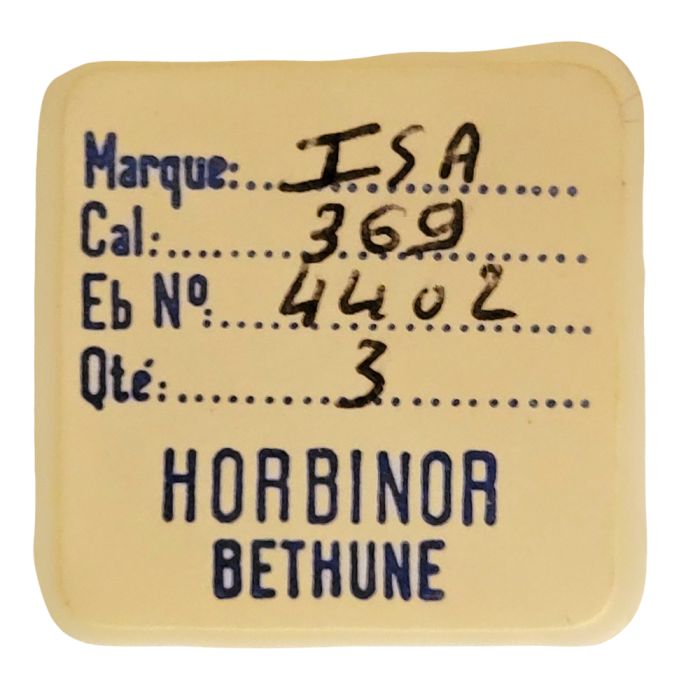 Marque: ISA
Cal: 369
Eb Nº: 4402
Qté: 3
HORBINOR
BETHUNE